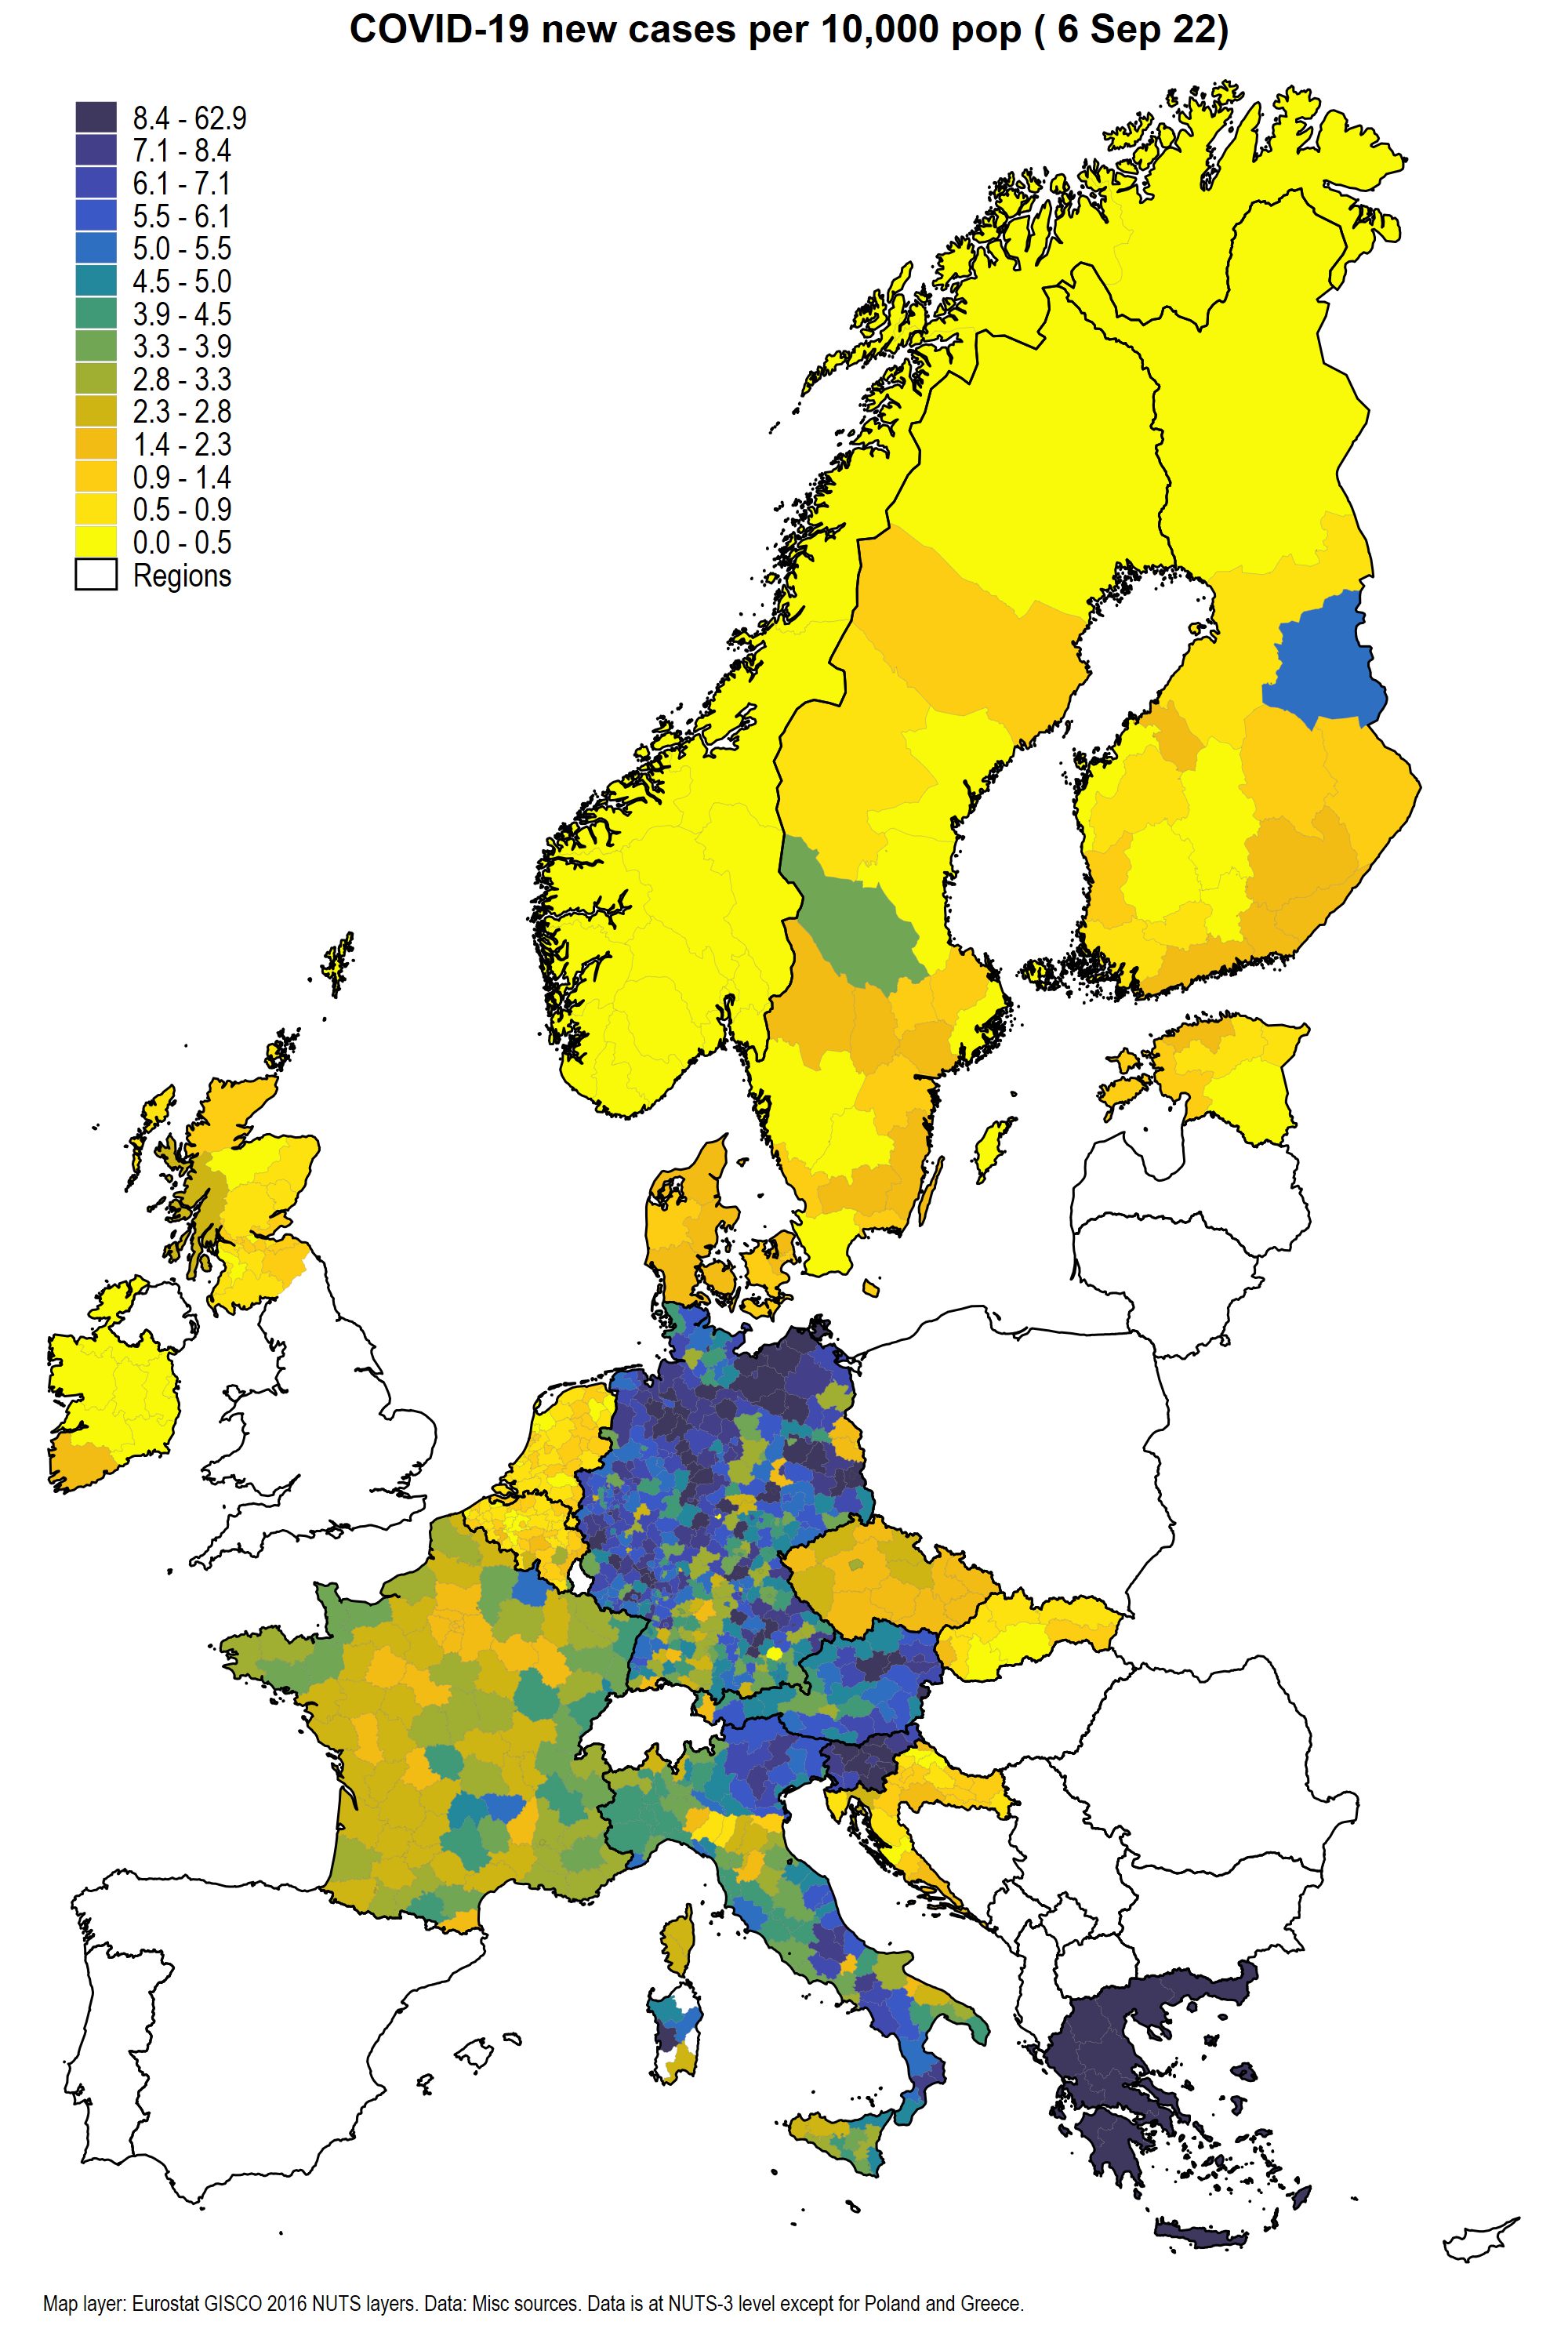 COVID-19 new cases per 10,000 pop ( 6 Sep 22)
8.4 - 62.9
7.1 - 8.4
6.1 - 7.1
5.5 - 6.1
5.0 - 5.5
4.5 - 5.0
3.9 - 4.5
3.3 - 3.9
2.8 - 3.3
2.3 - 2.8
1.4 - 2.3
0.9 - 1.4
0.5 - 0.9
0.0 - 0.5
Regions
Map layer: Eurostat GISCO 2016 NUTS layers. Data: Misc sources. Data is at NUTS-3 level except for Poland and Greece.